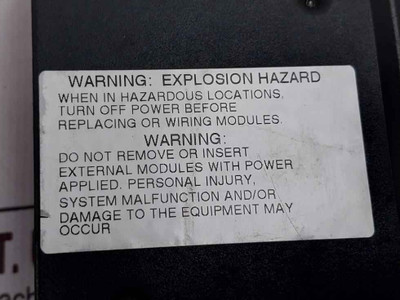 WARNING: EXPLOSION HAZARD
WHEN IN HAZARDOUS LOCATIONS,
TURN OFF POWER BEFORE
REPLACING OR WIRING MODULES.
WARNING:
DO NOT REMOVE OR INSERT
EXTERNAL MODULES WITH POWER
APPLIED. PERSONAL INJURY,
SYSTEM MALFUNCTION AND/OR
DAMAGE TO THE EQUIPMENT MAY
OCCUR